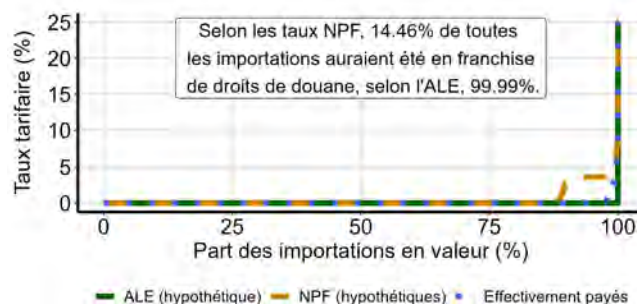 Selon les taux NPF, 14.46% de toutes
les importations auraient été en franchise
de droits de douane, selon l'ALE, 99.99%.
Taux tarifaire (%)
25
20
15
10
5
0
0 25 50 75 100
Part des importations en valeur (%)
ALE (hypothétique) NPF (hypothétiques) Effectivement payés